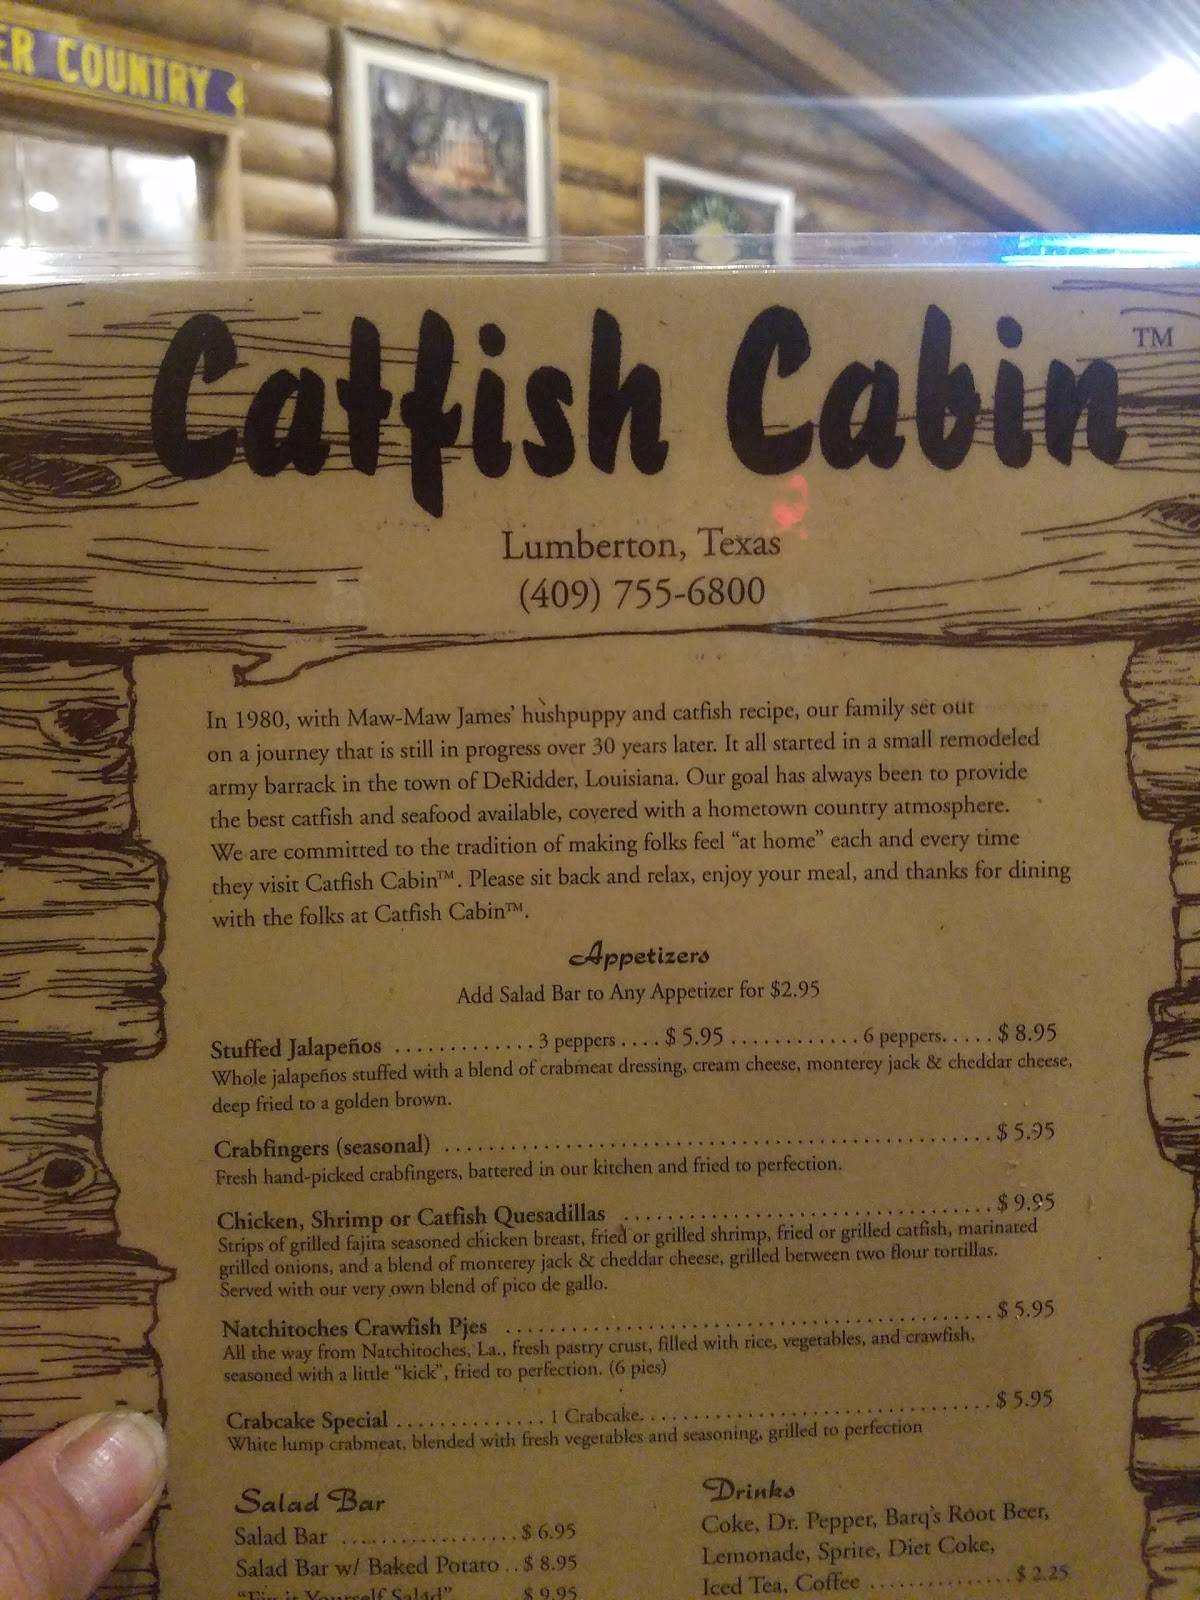 ER COUNTRY
Catfish Cabin™
Lumberton, Texas
(409) 755-6800
In 1980, with Maw-Maw James' hushpuppy and catfish recipe, our family set out
on a journey that is still in progress over 30 years later. It all started in a small remodeled
army barrack in the town of DeRidder, Louisiana. Our goal has always been to provide
the best catfish and seafood available, covered with a hometown country atmosphere.
We are committed to the tradition of making folks feel "at home" each and every time
they visit Catfish Cabin™. Please sit back and relax, enjoy your meal, and thanks for dining
with the folks at Catfish Cabin™.
Appetizers
Add Salad Bar to Any Appetizer for $2.95
Stuffed Jalapeños ............. 3 peppers .... $ 5.95 ............ 6 peppers. .... $ 8.95
Whole jalapeños stuffed with a blend of crabmeat dressing, cream cheese, monterey jack & cheddar cheese,
deep fried to a golden brown.
Crabfingers (seasonal) .................................................. $ 5.95
Fresh hand-picked crabfingers, battered in our kitchen and fried to perfection.
Chicken, Shrimp or Catfish Quesadillas .................................. $ 9.95
Strips of grilled fajita seasoned chicken breast, fried or grilled shrimp, fried or grilled catfish, marinated
grilled onions, and a blend of monterey jack & cheddar cheese, grilled between two flour tortillas.
Served with our very own blend of pico de gallo.
Natchitoches Crawfish Pies ............................................. $ 5.95
All the way from Natchitoches, La., fresh pastry crust, filled with rice, vegetables, and crawfish,
seasoned with a little "kick", fried to perfection. (6 pies)
Crabcake Special .............. 1 Crabcake. ................................ $ 5.95
White lump crabmeat, blended with fresh vegetables and seasoning, grilled to perfection
Salad Bar
Salad Bar .................. $ 6.95
Salad Bar w/ Baked Potato .. $ 8.95
"Fix it Yourself Salad" $ 9.95
Drinks
Coke, Dr. Pepper, Barq's Root Beer,
Lemonade, Sprite, Diet Coke,
Iced Tea, Coffee ............... $ 2.25